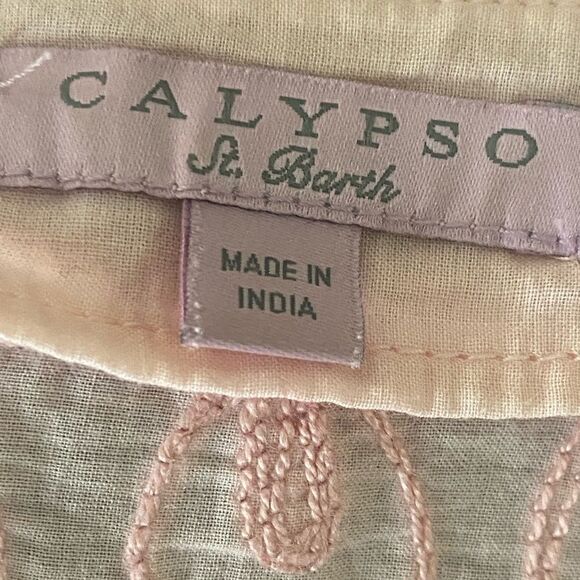 CALYPSO
St. Barth
MADE IN
INDIA